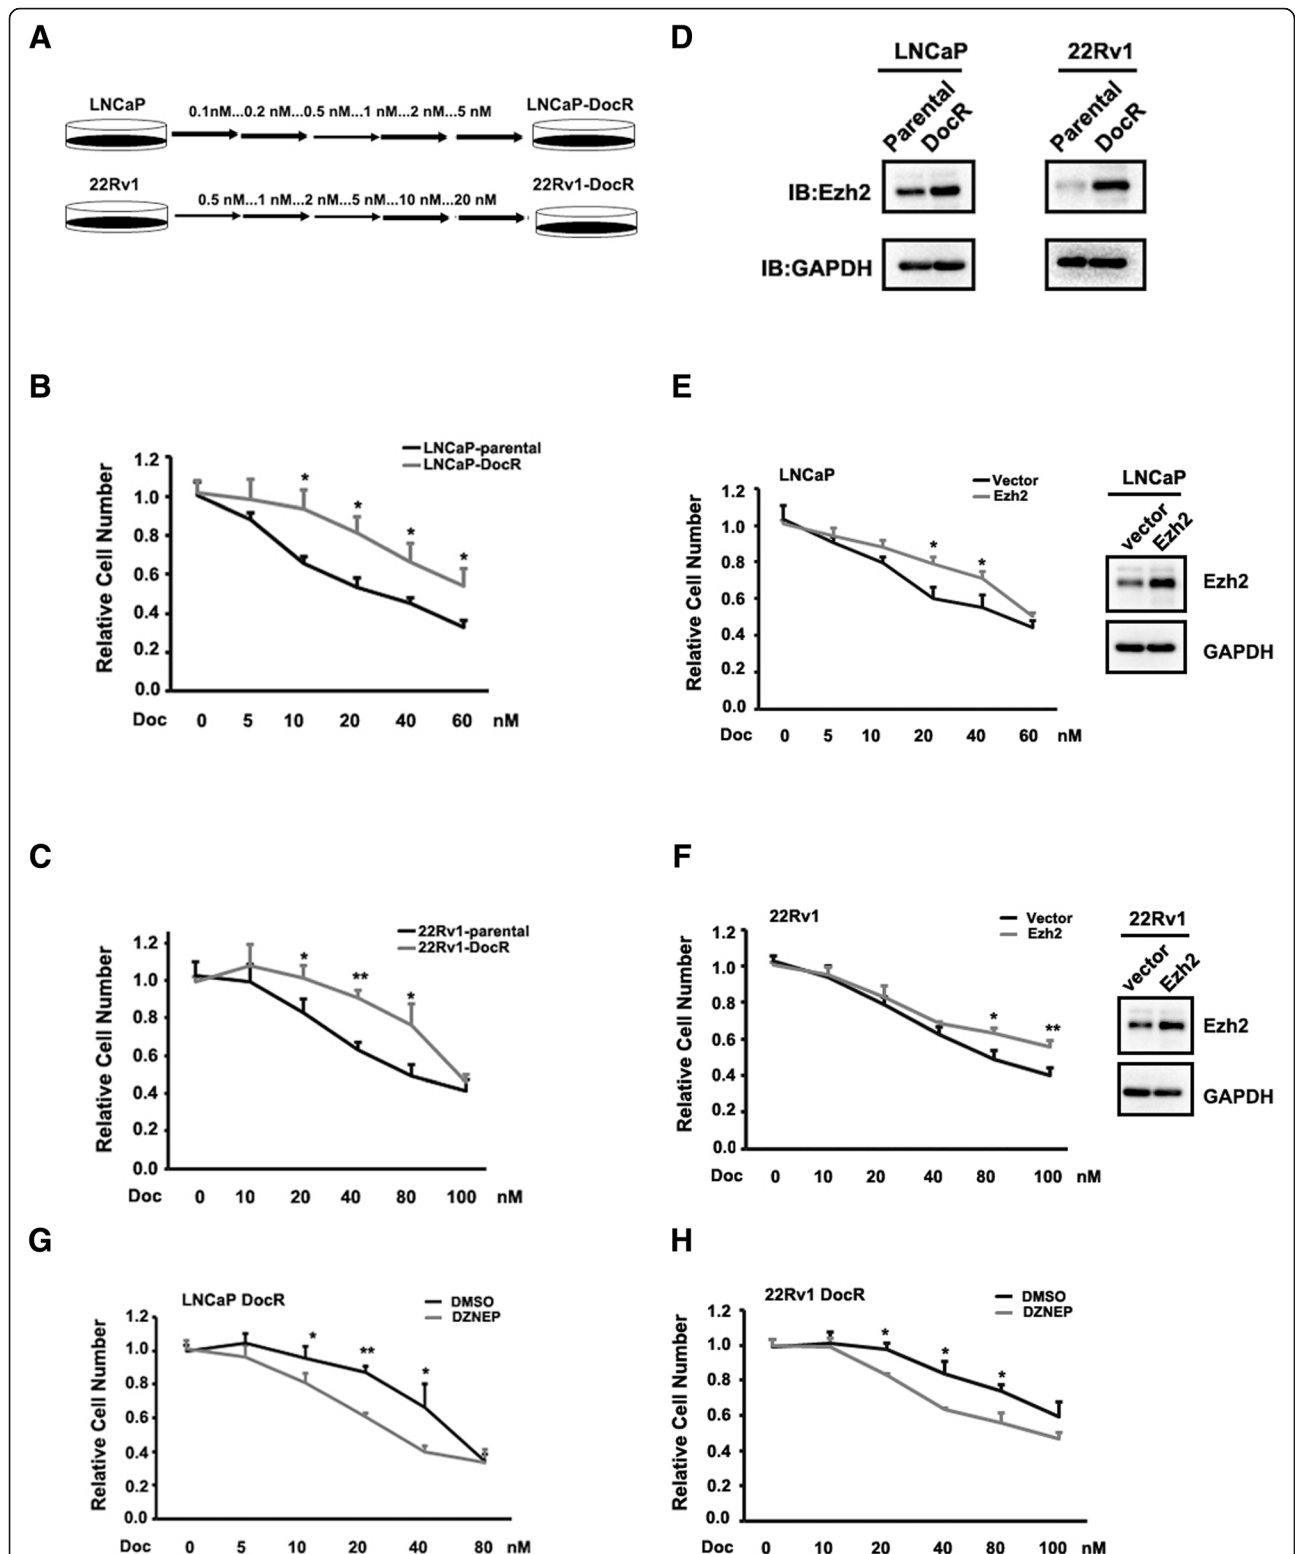 A
LNCaP
0.1nM...0.2 nM...0.5 nM...1 nM...2 nM...5 nM
LNCaP-DocR
22Rv1
0.5 nM...1 nM...2 nM...5 nM...10 nM...20 nM
22Rv1-DocR
D
LNCaP
22Rv1
Parental
DocR
Parental
DocR
IB:Ezh2
IB:GAPDH
B
LNCaP-parental
LNCaP-DocR
Relative Cell Number
1.2
1.0
0.8
0.6
0.4
0.2
0.0
* * * *
Doc 0 5 10 20 40 60 nM
E
LNCaP
Vector
Ezh2
Relative Cell Number
1.2
1.0
0.8
0.6
0.4
0.2
0.0
* *
Doc 0 5 10 20 40 60 nM
LNCaP
vector
Ezh2
Ezh2
GAPDH
C
22Rv1-parental
22Rv1-DocR
Relative Cell Number
1.2
1.0
0.8
0.6
0.4
0.2
0.0
* ** *
Doc 0 10 20 40 80 100 nM
F
22Rv1
Vector
Ezh2
Relative Cell Number
1.2
1.0
0.8
0.6
0.4
0.2
0.0
* **
Doc 0 10 20 40 80 100 nM
22Rv1
vector
Ezh2
Ezh2
GAPDH
G
LNCaP DocR
DMSO
DZNEP
Relative Cell Number
1.2
1.0
0.8
0.6
0.4
0.2
0.0
* ** *
Doc 0 5 10 20 40 80 nM
H
22Rv1 DocR
DMSO
DZNEP
Relative Cell Number
1.2
1.0
0.8
0.6
0.4
0.2
0.0
* * *
Doc 0 10 20 40 80 100 nM